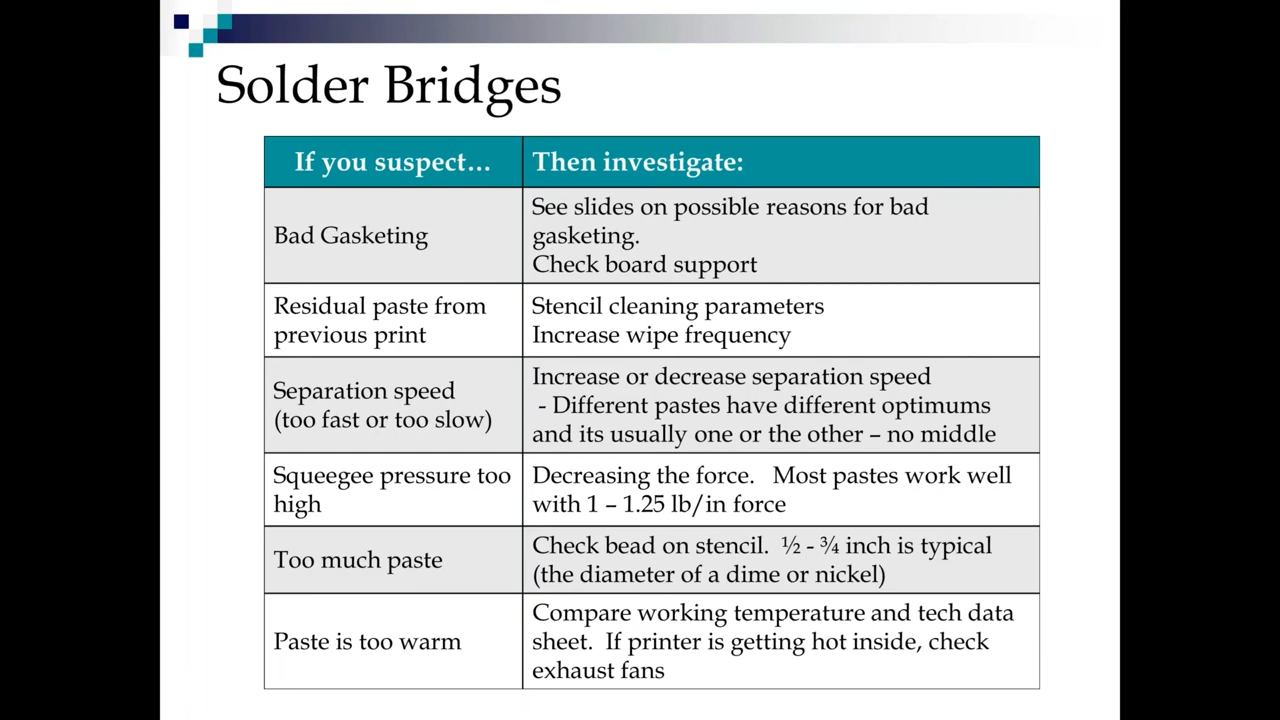 Solder Bridges
If you suspect…
Then investigate:
Bad Gasketing
See slides on possible reasons for bad
gasketing.
Check board support
Residual paste from
previous print
Stencil cleaning parameters
Increase wipe frequency
Separation speed
(too fast or too slow)
Increase or decrease separation speed
- Different pastes have different optimums
and its usually one or the other – no middle
Squeegee pressure too
high
Decreasing the force.   Most pastes work well
with 1 – 1.25 lb/in force
Too much paste
Check bead on stencil.  ½ - ¾ inch is typical
(the diameter of a dime or nickel)
Paste is too warm
Compare working temperature and tech data
sheet.  If printer is getting hot inside, check
exhaust fans